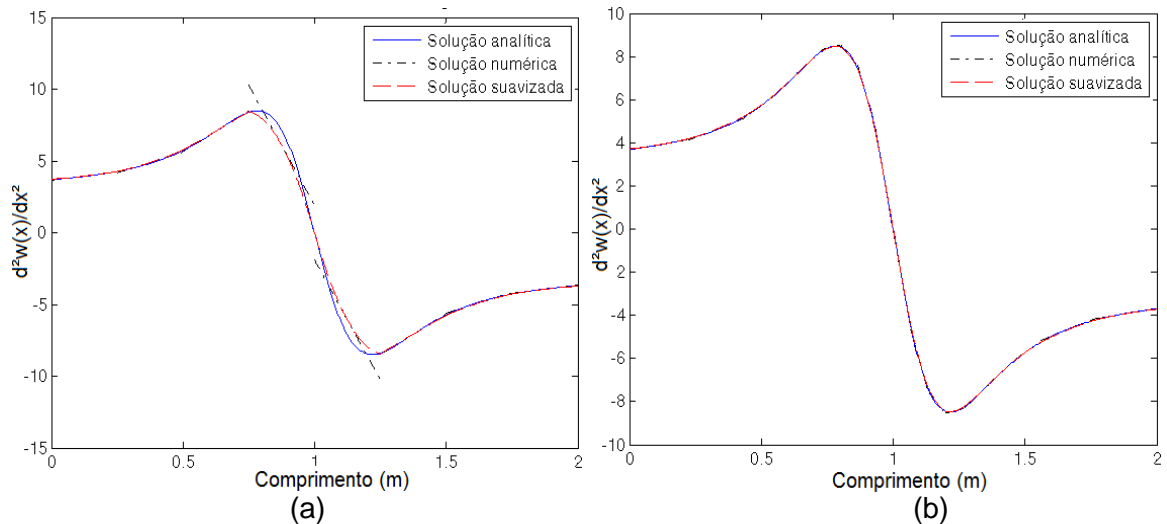 15
10
5
0
-5
-10
-15
d²w(x)/dx²
Solução analítica
Solução numérica
Solução suavizada
0
0.5
1
1.5
2
Comprimento (m)
(a)
10
8
6
4
2
0
-2
-4
-6
-8
-10
d²w(x)/dx²
Solução analítica
Solução numérica
Solução suavizada
0
0.5
1
1.5
2
Comprimento (m)
(b)